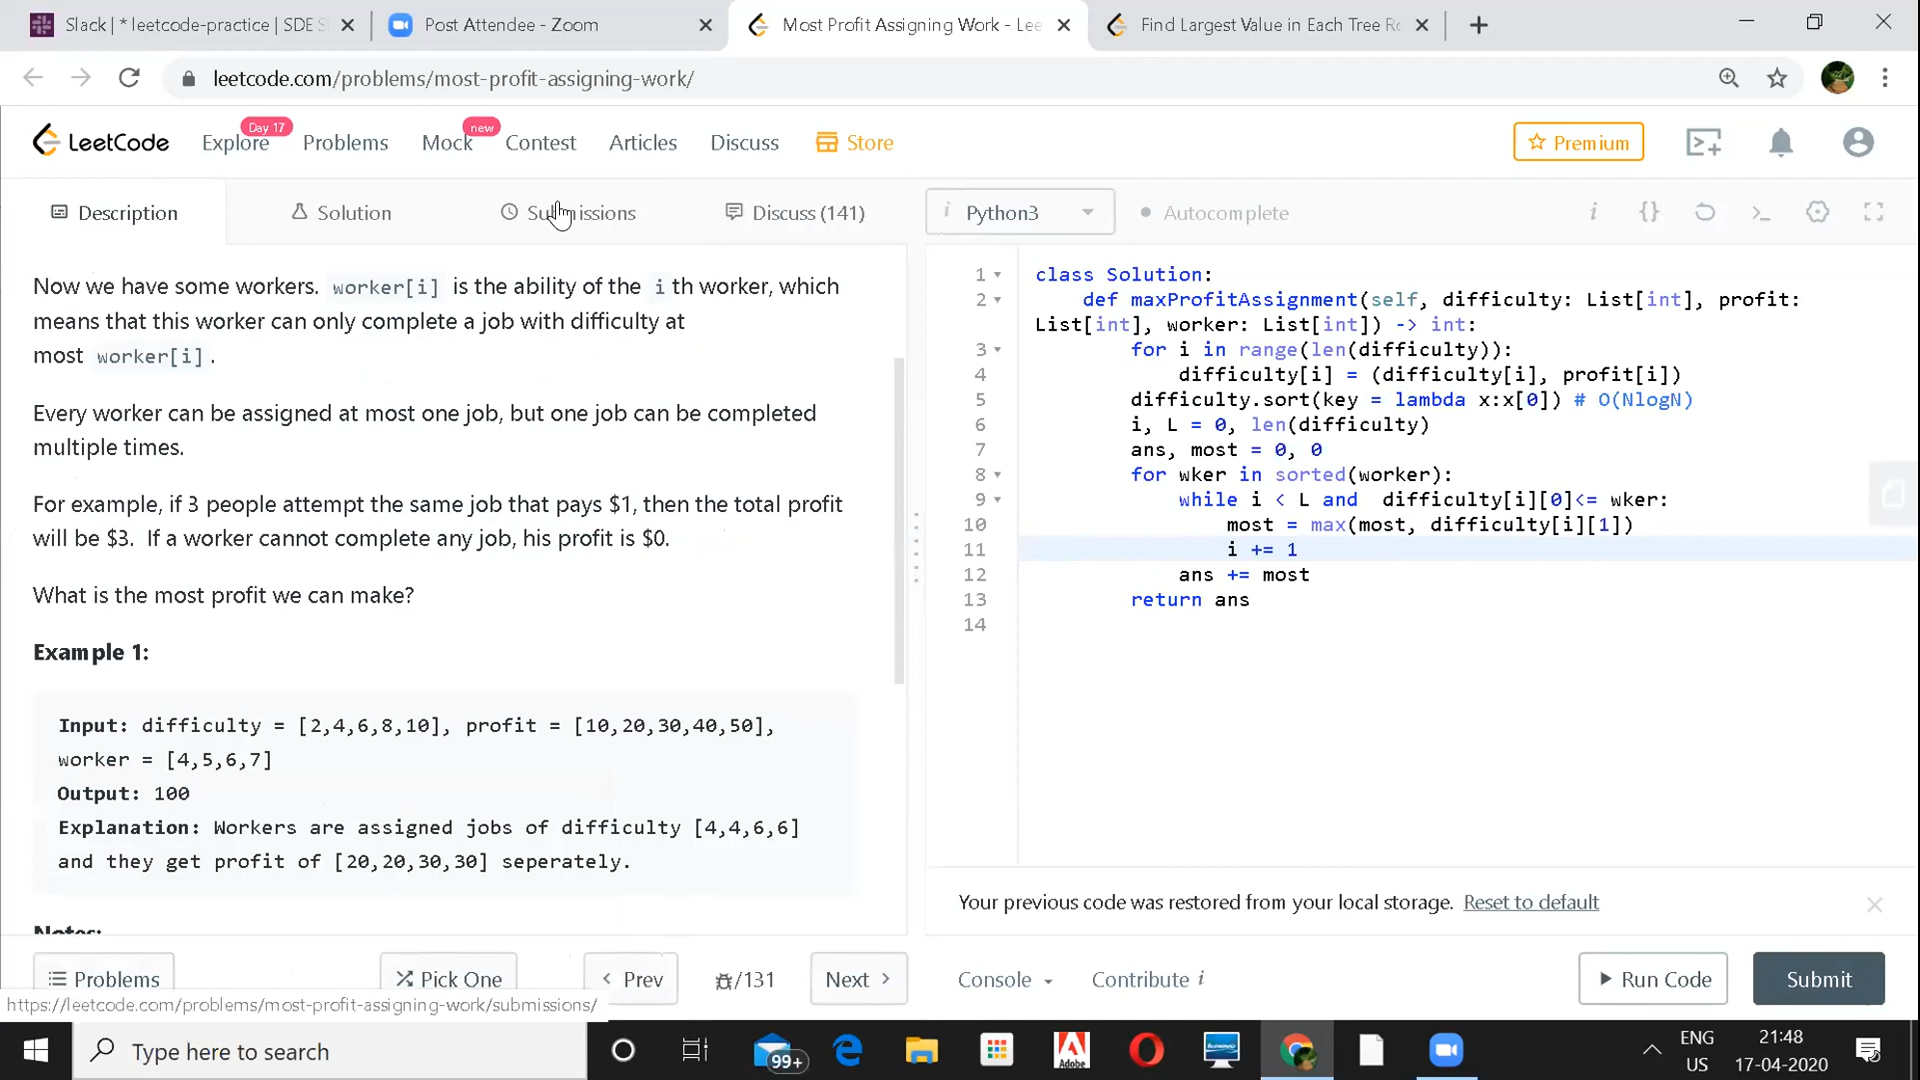 Slack | * leetcode-practice | SDE S
Post Attendee - Zoom
Most Profit Assigning Work - Lee
Find Largest Value in Each Tree Ro
leetcode.com/problems/most-profit-assigning-work/
LeetCode
Explore
Day 17
Problems
Mock
new
Contest
Articles
Discuss
Store
Premium
Description
Solution
Submissions
Discuss (141)
i Python3
Autocomplete
i {}
Now we have some workers. worker[i] is the ability of the i th worker, which
means that this worker can only complete a job with difficulty at
most worker[i] .
Every worker can be assigned at most one job, but one job can be completed
multiple times.
For example, if 3 people attempt the same job that pays $1, then the total profit
will be $3. If a worker cannot complete any job, his profit is $0.
What is the most profit we can make?
Example 1:
Input: difficulty = [2,4,6,8,10], profit = [10,20,30,40,50],
worker = [4,5,6,7]
Output: 100
Explanation: Workers are assigned jobs of difficulty [4,4,6,6]
and they get profit of [20,20,30,30] seperately.
Notes:
1 class Solution:
2 def maxProfitAssignment(self, difficulty: List[int], profit:
List[int], worker: List[int]) -> int:
3 for i in range(len(difficulty)):
4 difficulty[i] = (difficulty[i], profit[i])
5 difficulty.sort(key = lambda x:x[0]) # O(NlogN)
6 i, L = 0, len(difficulty)
7 ans, most = 0, 0
8 for wker in sorted(worker):
9 while i < L and difficulty[i][0]<= wker:
10 most = max(most, difficulty[i][1])
11 i += 1
12 ans += most
13 return ans
14
Your previous code was restored from your local storage. Reset to default
Problems
Pick One
< Prev
/131
Next >
Console
Contribute i
Run Code
Submit
https://leetcode.com/problems/most-profit-assigning-work/submissions/
Type here to search
99+
Adobe
ENG
US
21:48
17-04-2020